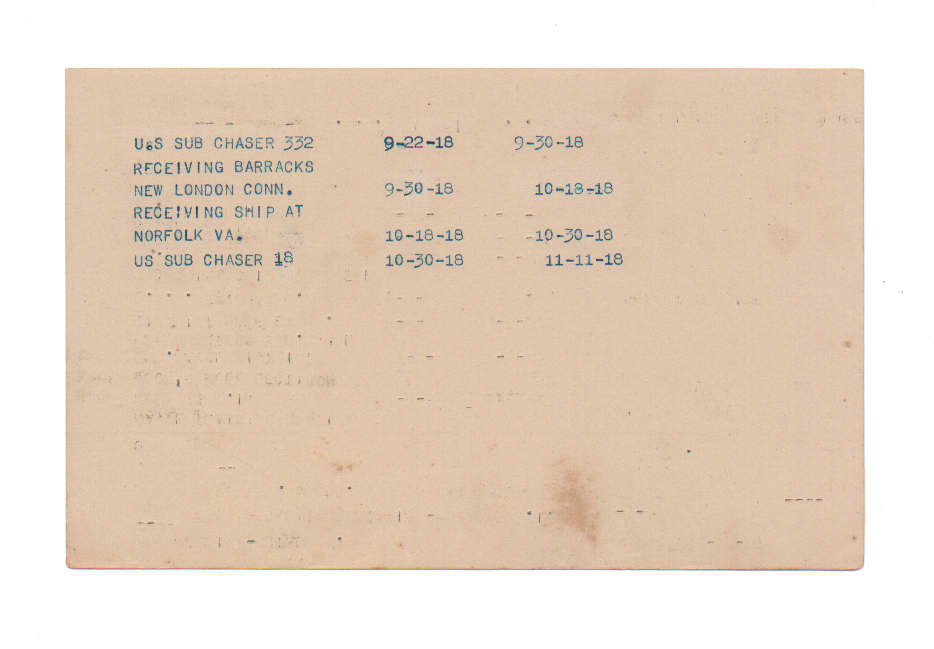 U.S SUB CHASER 332 9-22-18 9-30-18
RECEIVING BARRACKS
NEW LONDON CONN. 9-30-18 10-18-18
RECEIVING SHIP AT
NORFOLK VA. 10-18-18 10-30-18
US SUB CHASER 18 10-30-18 11-11-18